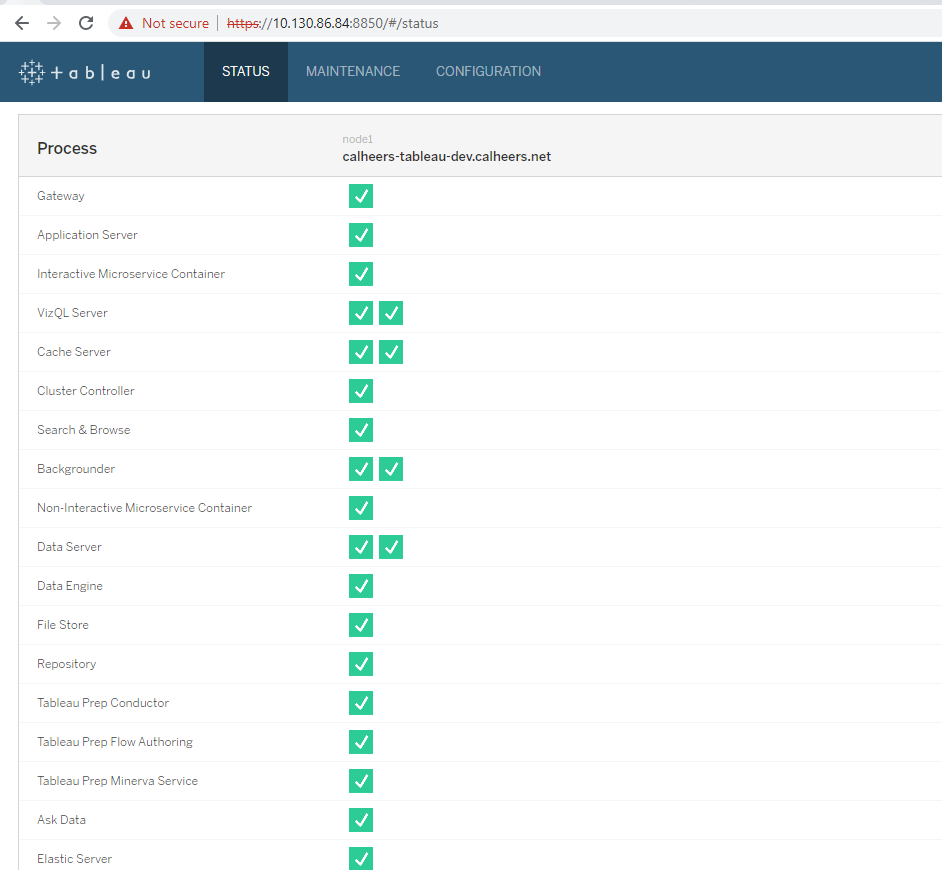 Not secure | https://10.130.86.84:8850/#/status
+ableau STATUS MAINTENANCE CONFIGURATION
node1
Process calheers-tableau-dev.calheers.net
Gateway
Application Server
Interactive Microservice Container
VizQL Server
Cache Server
Cluster Controller
Search & Browse
Backgrounder
Non-Interactive Microservice Container
Data Server
Data Engine
File Store
Repository
Tableau Prep Conductor
Tableau Prep Flow Authoring
Tableau Prep Minerva Service
Ask Data
Elastic Server